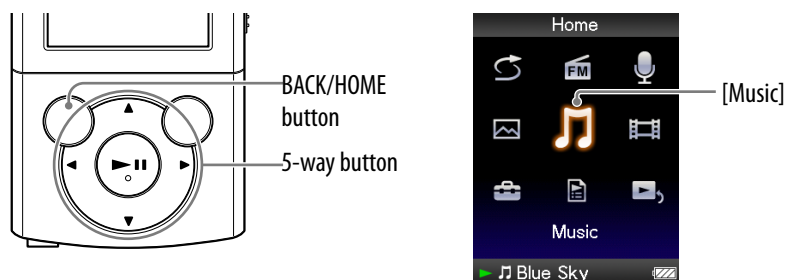 BACK/HOME
button
5-way button
Home
FM
[Music]
Music
Blue Sky